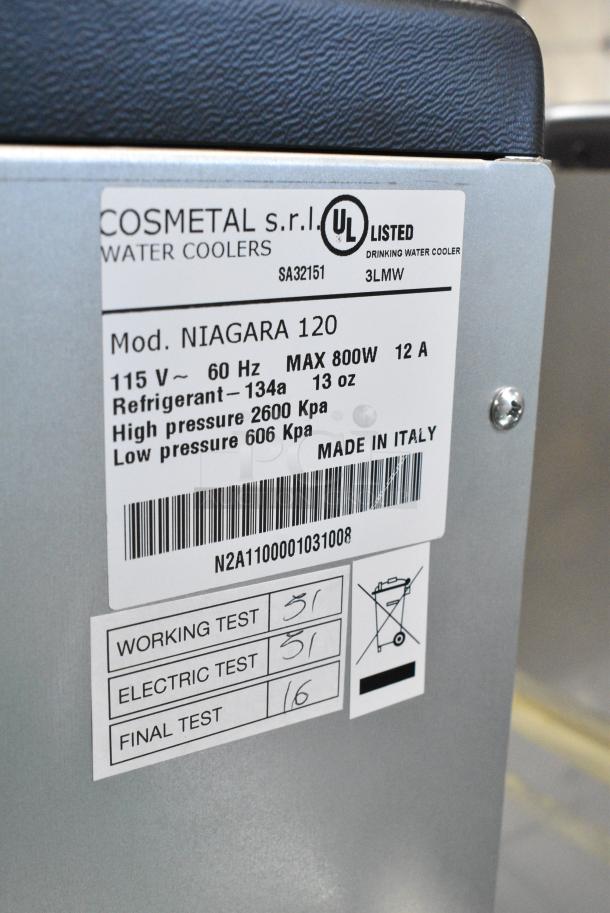 COSMETAL s.r.l. UL LISTED
WATER COOLERS DRINKING WATER COOLER
SA32151 3LMW
Mod. NIAGARA 120
115 V~ 60 Hz MAX 800W 12 A
Refrigerant-134a 13 oz
High pressure 2600 Kpa
Low pressure 606 Kpa
MADE IN ITALY
N2A1100001031008
WORKING TEST 51
ELECTRIC TEST 51
FINAL TEST 16